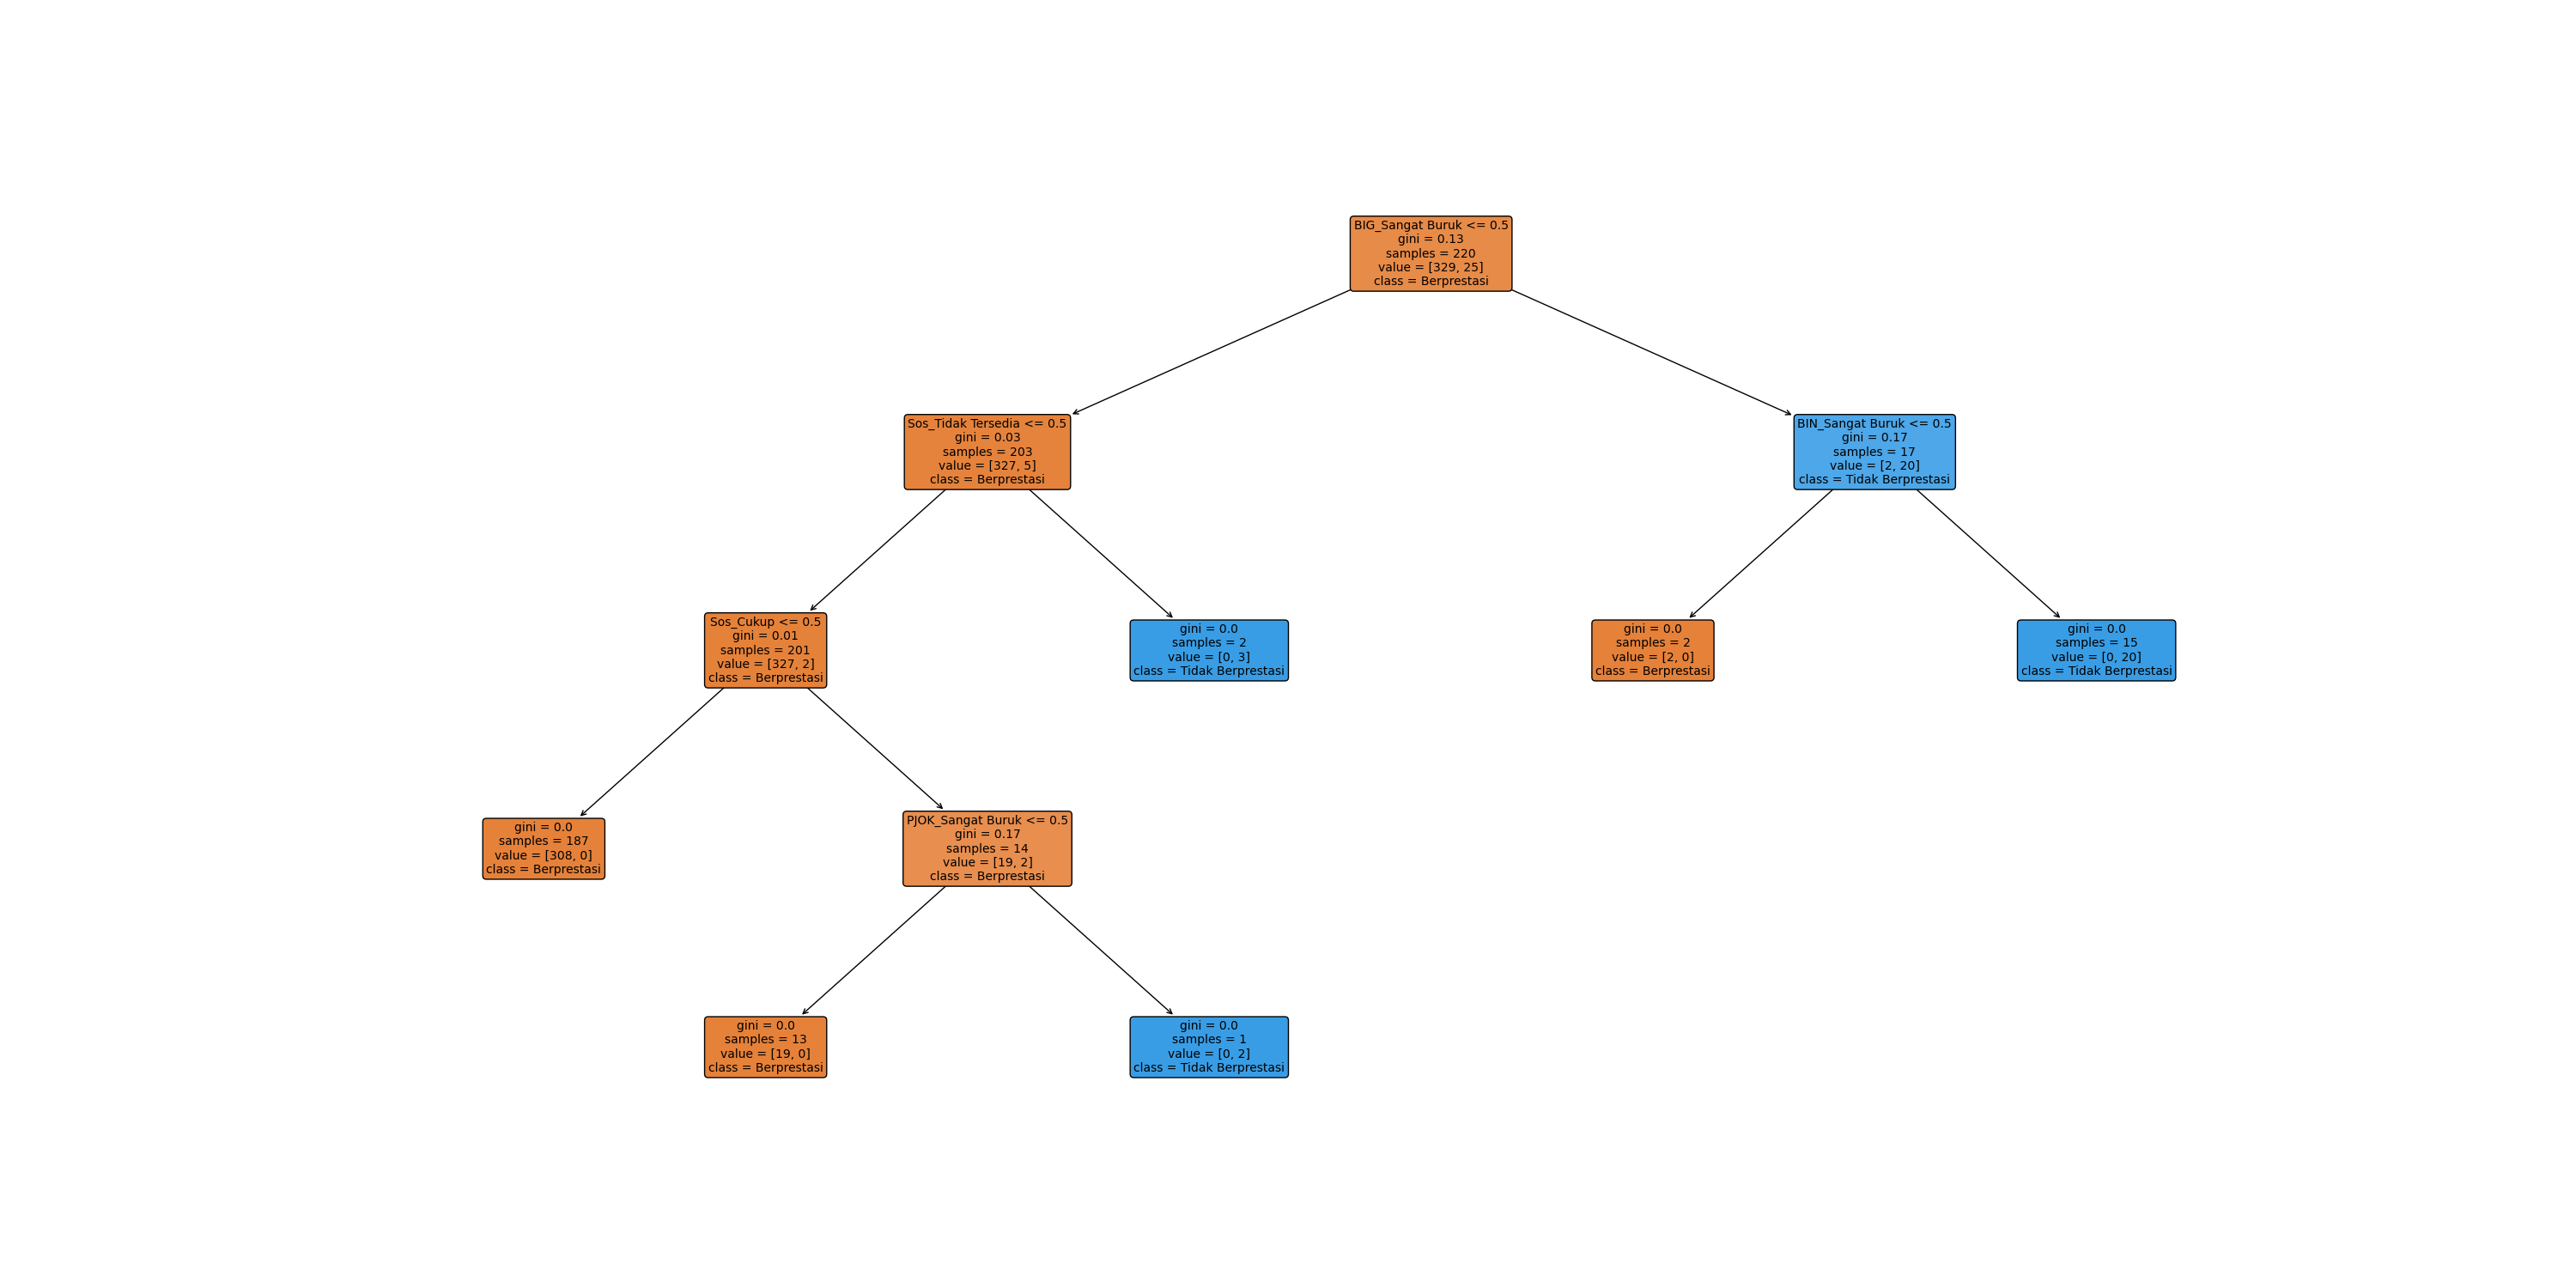 BIG_Sangat Buruk <= 0.5
gini = 0.13
samples = 220
value = [329, 25]
class = Berprestasi
Sos_Tidak Tersedia <= 0.5
gini = 0.03
samples = 203
value = [327, 5]
class = Berprestasi
BIN_Sangat Buruk <= 0.5
gini = 0.17
samples = 17
value = [2, 20]
class = Tidak Berprestasi
Sos_Cukup <= 0.5
gini = 0.01
samples = 201
value = [327, 2]
class = Berprestasi
gini = 0.0
samples = 2
value = [0, 3]
class = Tidak Berprestasi
gini = 0.0
samples = 2
value = [2, 0]
class = Berprestasi
gini = 0.0
samples = 15
value = [0, 20]
class = Tidak Berprestasi
gini = 0.0
samples = 187
value = [308, 0]
class = Berprestasi
PJOK_Sangat Buruk <= 0.5
gini = 0.17
samples = 14
value = [19, 2]
class = Berprestasi
gini = 0.0
samples = 13
value = [19, 0]
class = Berprestasi
gini = 0.0
samples = 1
value = [0, 2]
class = Tidak Berprestasi